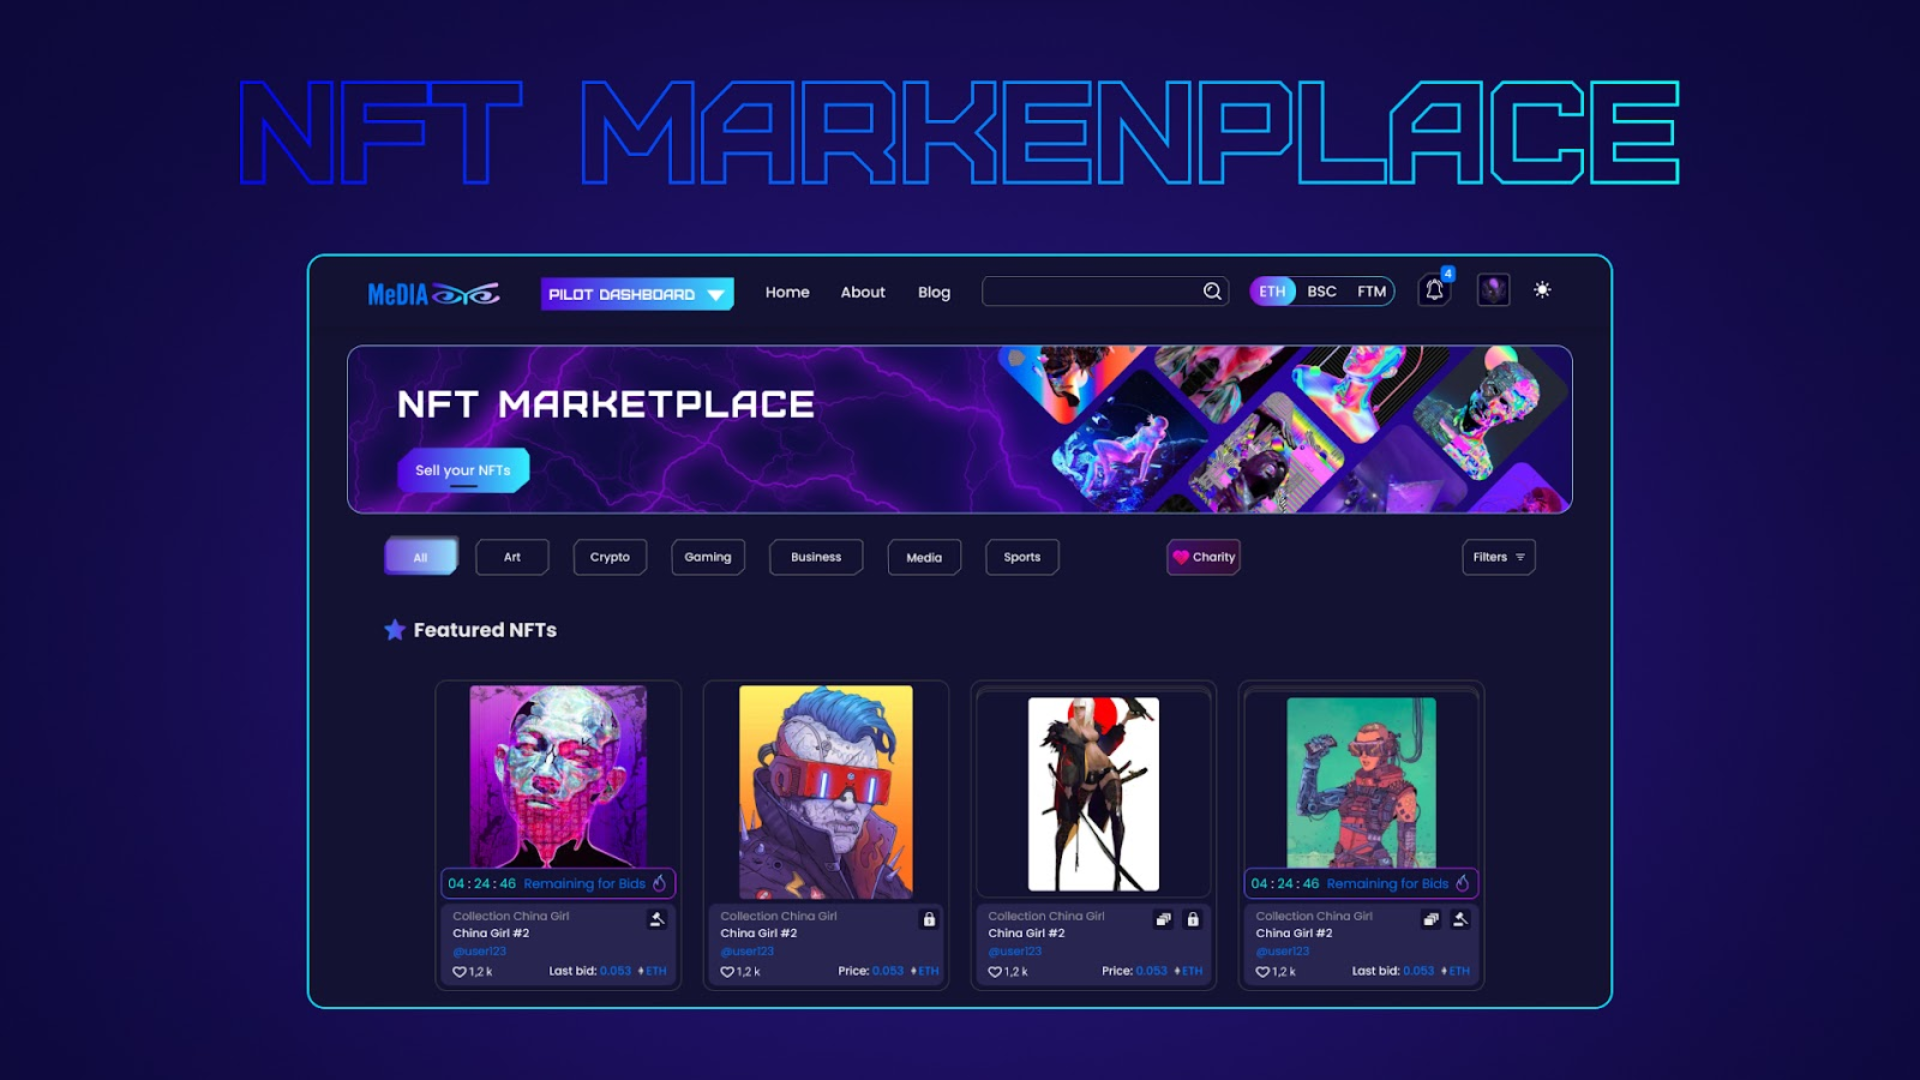 NFT MARKENPLACE
MeDIA eYe PILOT DASHBOARD Home About Blog ETH BSC FTM 4
NFT MARKETPLACE
Sell your NFTs
All Art Crypto Gaming Business Media Sports Charity Filters
Featured NFTs
04 : 24 : 46 Remaining for Bids
Collection China Girl
China Girl #2
@user123
1,2 k Last bid: 0.053 ETH
Collection China Girl
China Girl #2
@user123
1,2 k Price: 0.053 ETH
Collection China Girl
China Girl #2
@user123
1,2 k Price: 0.053 ETH
04 : 24 : 46 Remaining for Bids
Collection China Girl
China Girl #2
@user123
1,2 k Last bid: 0.053 ETH